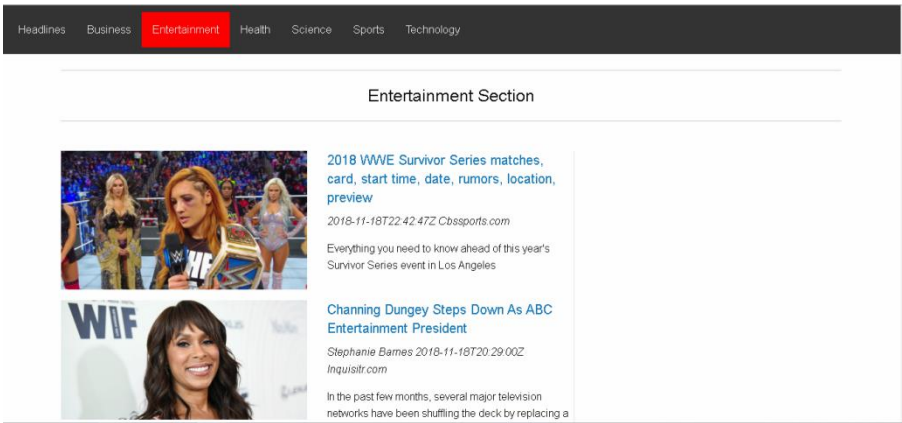 Headlines Business Entertainment Health Science Sports Technology
Entertainment Section
2018 WWE Survivor Series matches,
card, start time, date, rumors, location,
preview
2018-11-18T22:42:47Z Cbssports.com
Everything you need to know ahead of this year's
Survivor Series event in Los Angeles
WIF
Channing Dungey Steps Down As ABC
Entertainment President
Stephanie Barnes 2018-11-18T20:29:00Z
Inquisitr.com
In the past few months, several major television
networks have been shuffling the deck by replacing a